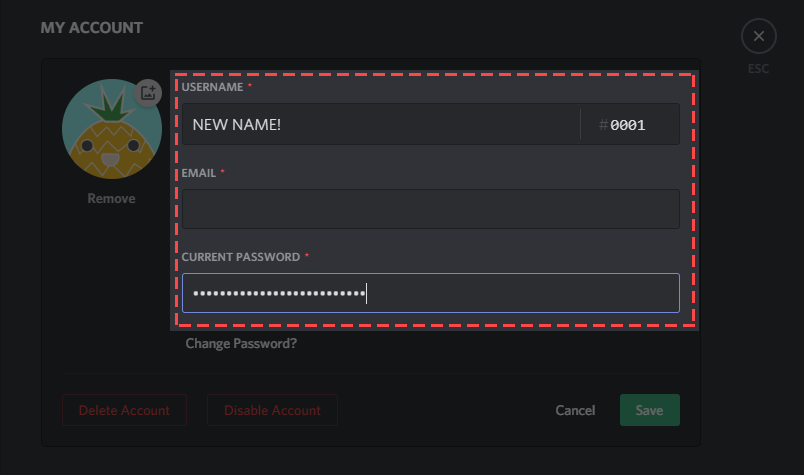 MY ACCOUNT
ESC
USERNAME *
NEW NAME! #0001
Remove
EMAIL *
CURRENT PASSWORD *
••••••••••••••••••••••••••
Change Password?
Delete Account Disable Account Cancel Save